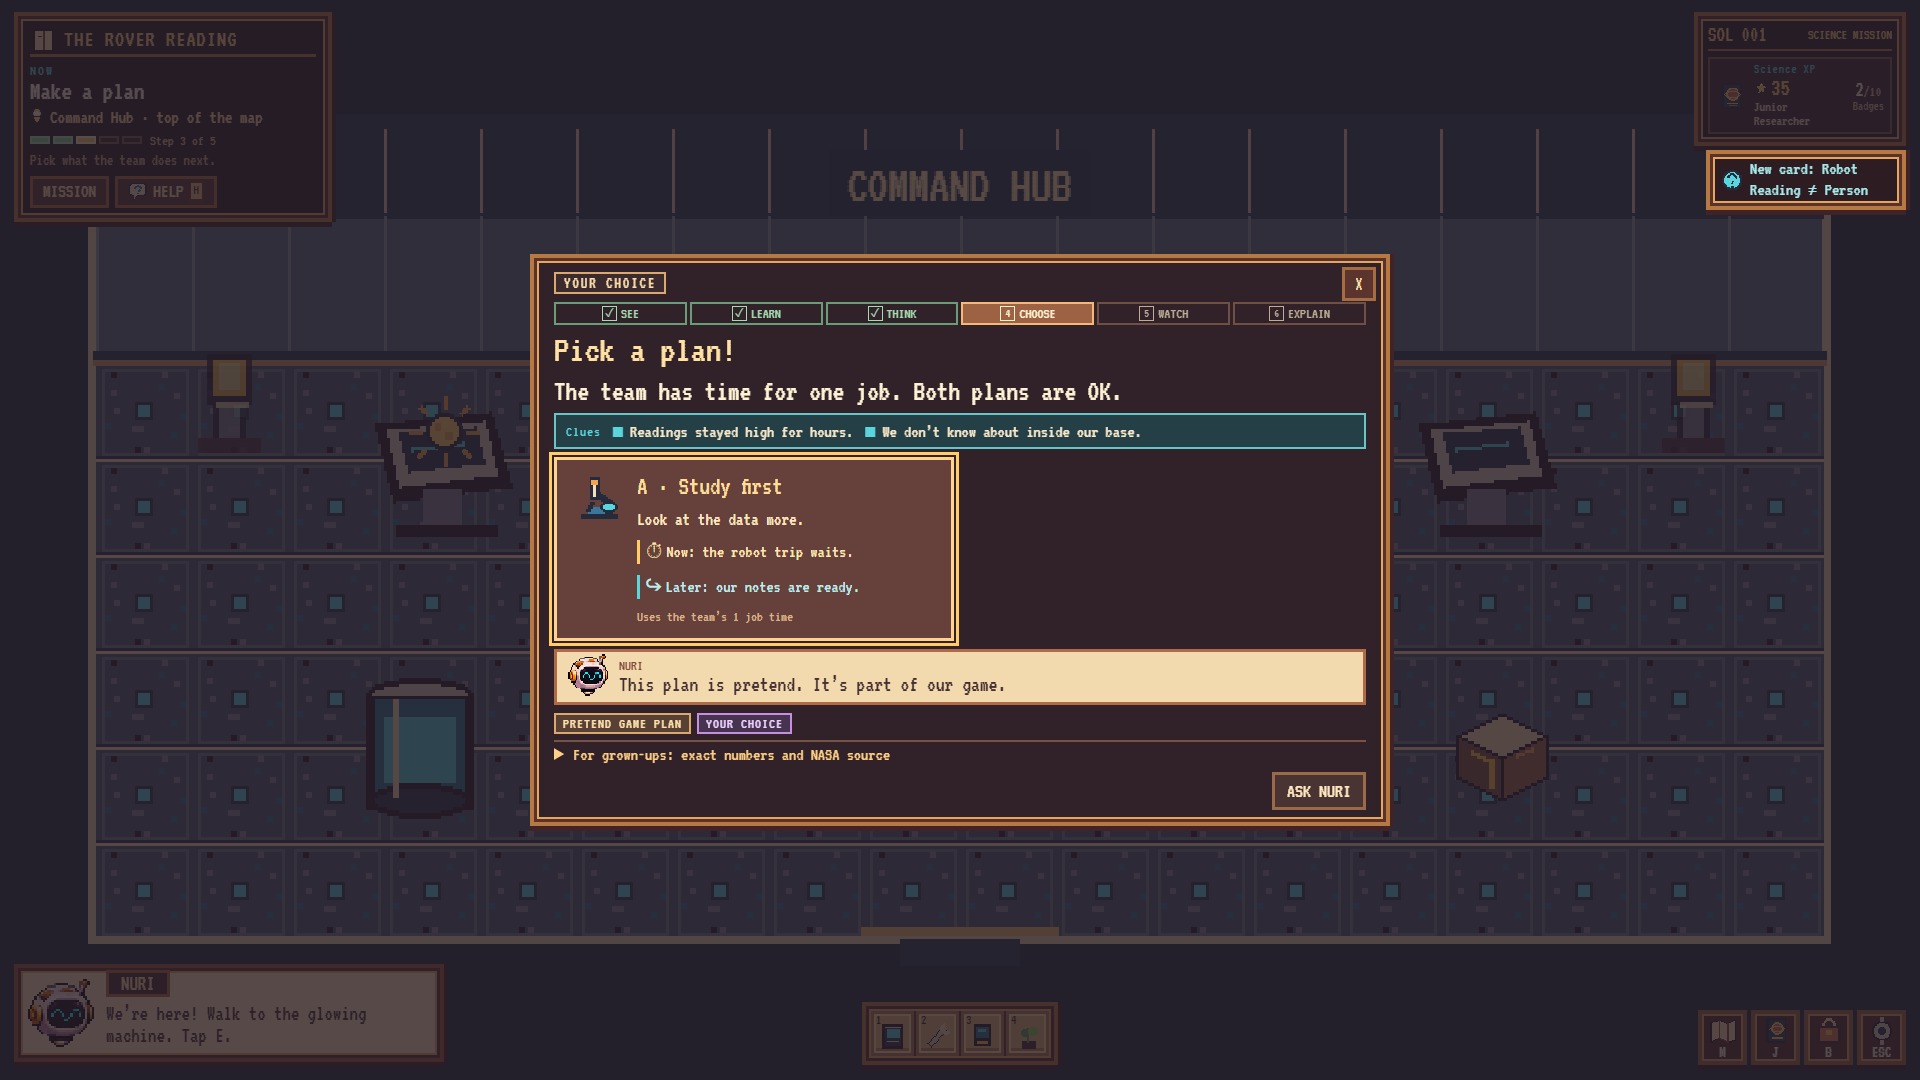 THE ROVER READING
NOW
Make a plan
Command Hub · top of the map
Step 3 of 5
Pick what the team does next.
MISSION
HELP H
SOL 001
SCIENCE MISSION
Science XP
35
Junior
Researcher
2/10
Badges
New card: Robot
Reading ≠ Person
COMMAND HUB
YOUR CHOICE
X
SEE
LEARN
THINK
4 CHOOSE
5 WATCH
6 EXPLAIN
Pick a plan!
The team has time for one job. Both plans are OK.
Clues Readings stayed high for hours. We don't know about inside our base.
A · Study first
Look at the data more.
Now: the robot trip waits.
Later: our notes are ready.
Uses the team's 1 job time
NURI
This plan is pretend. It's part of our game.
PRETEND GAME PLAN
YOUR CHOICE
For grown-ups: exact numbers and NASA source
ASK NURI
NURI
We're here! Walk to the glowing
machine. Tap E.
1
2
3
4
M
J
B
ESC